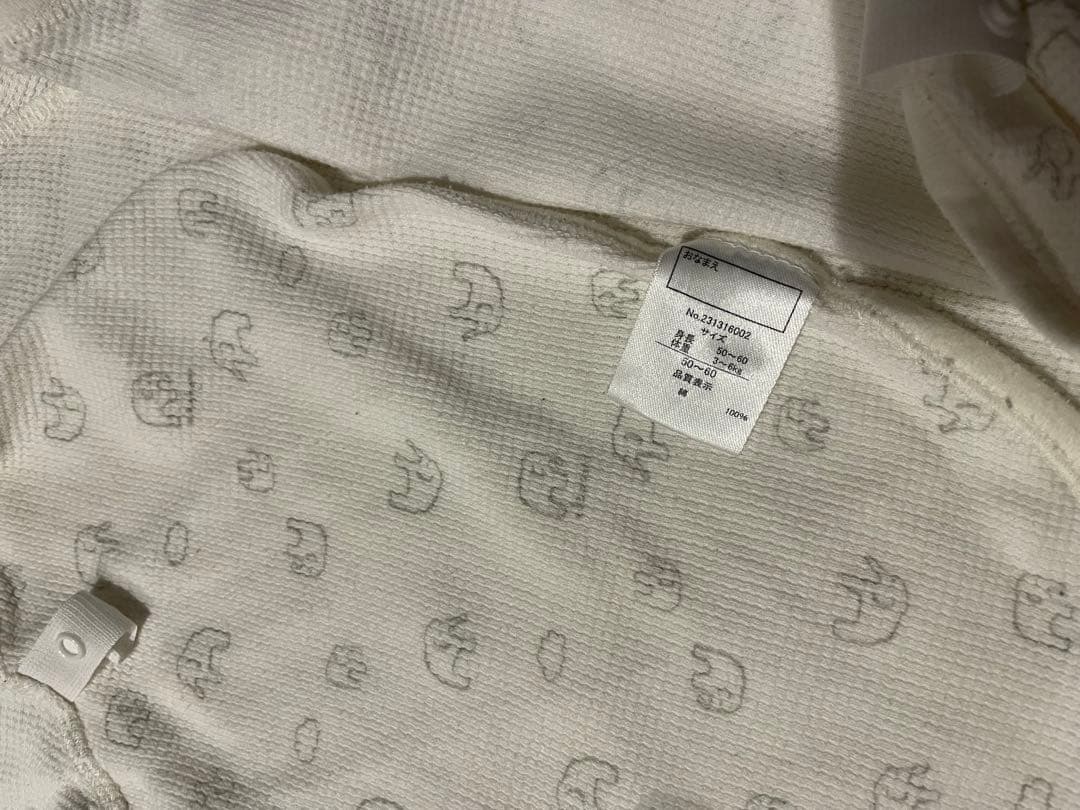 おなまえ
No.231316002
サイズ
身長 50〜60
体重 3〜6kg
50〜60
品質表示
綿 100%